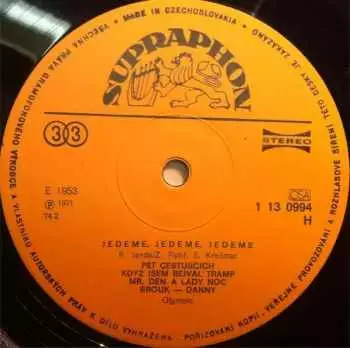 MADE IN CZECHOSLOVAKIA
VŠECHNA PRÁVA GRAMOFONOVÉHO VÝROBCE A VLASTNÍKU AUTORSKÝCH PRÁV K DÍLU VYHRAZENA. POŘIZOVÁNÍ KOPIÍ, VEŘEJNÉ PROVOZOVÁNÍ A ROZHLASOVÉ ŠÍŘENÍ TÉTO DESKY JE ZAKÁZÁNO
SUPRAPHON
33
STEREO
E 1953
℗ 1971
74 2
ČSA
1 13 0994
H
JEDEME, JEDEME, JEDEME
PĚT CESTUJÍCÍCH
KDYŽ JSEM BEJVAL TRAMP
MR. DEN A LADY NOC
BROUK — DANNY
Olympic